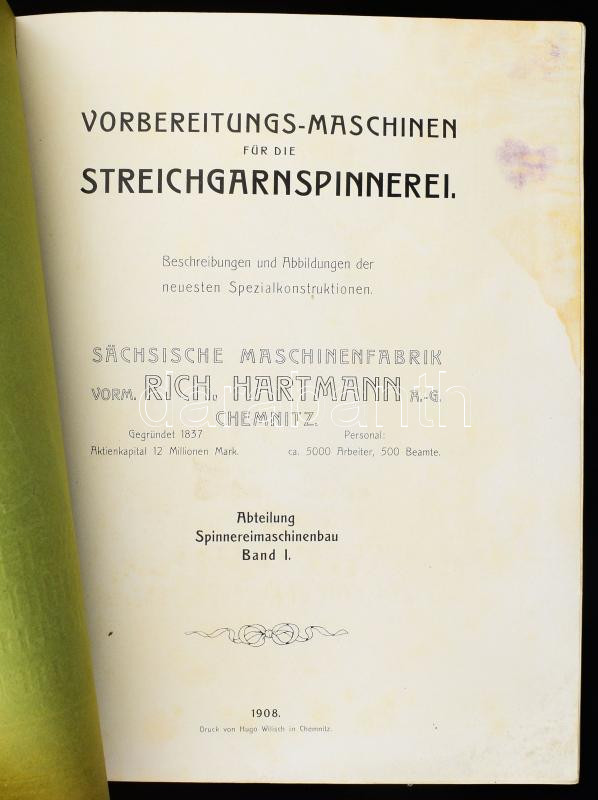 VORBEREITUNGS-MASCHINEN
FÜR DIE
STREICHGARNSPINNEREI.
Beschreibungen und Abbildungen der
neuesten Spezialkonstruktionen.
SÄCHSISCHE MASCHINENFABRIK
VORM. RICH. HARTMANN A.-G.
CHEMNITZ.
Gegründet 1837
Aktienkapital 12 Millionen Mark.
Personal:
ca. 5000 Arbeiter, 500 Beamte.
Abteilung
Spinnereimaschinenbau
Band I.
1908.
Druck von Hugo Wilisch in Chemnitz.
darabanth